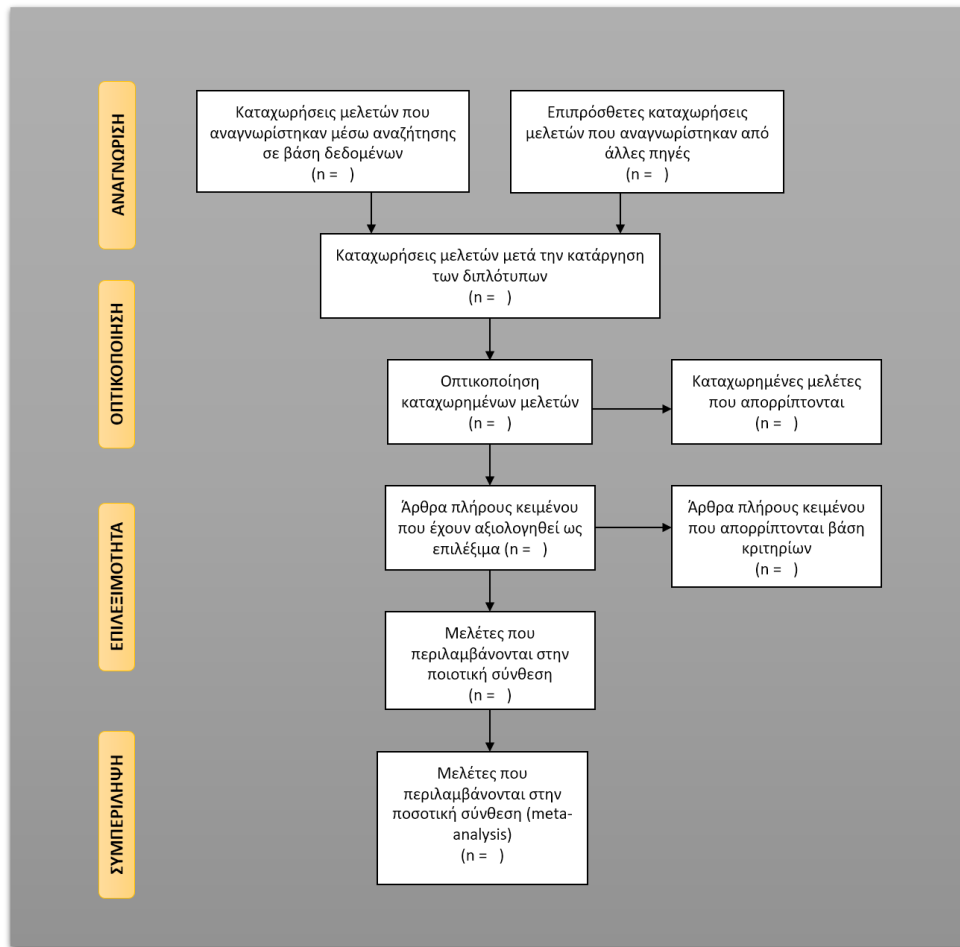 ΑΝΑΓΝΩΡΙΣΗ
Καταχωρήσεις μελετών που
αναγνωρίστηκαν μέσω αναζήτησης
σε βάση δεδομένων
(n =   )
Επιπρόσθετες καταχωρήσεις
μελετών που αναγνωρίστηκαν από
άλλες πηγές
(n =   )
Καταχωρήσεις μελετών μετά την κατάργηση
των διπλότυπων
(n =   )
ΟΠΤΙΚΟΠΟΙΗΣΗ
Οπτικοποίηση
καταχωρημένων μελετών
(n =   )
Καταχωρημένες μελέτες
που απορρίπτονται
(n =   )
ΕΠΙΛΕΞΙΜΟΤΗΤΑ
Άρθρα πλήρους κειμένου
που έχουν αξιολογηθεί ως
επιλέξιμα (n =   )
Άρθρα πλήρους κειμένου
που απορρίπτονται βάση
κριτηρίων
(n =   )
Μελέτες που
περιλαμβάνονται στην
ποιοτική σύνθεση
(n =   )
ΣΥΜΠΕΡΙΛΗΨΗ
Μελέτες που
περιλαμβάνονται στην
ποσοτική σύνθεση (meta-
analysis)
(n =   )